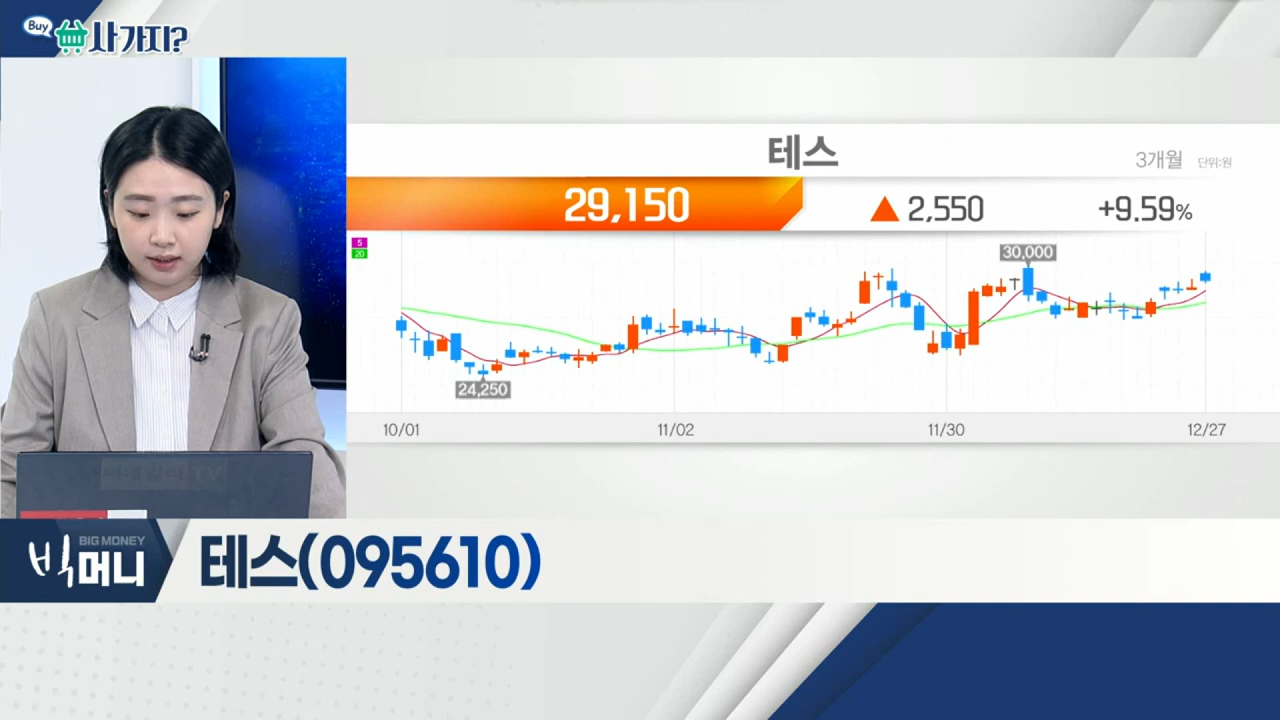 Buy
사가지?
테스
3개월 단위:원
29,150 ▲ 2,550 +9.59%
5
20
30,000
24,250
10/01 11/02 11/30 12/27
BIG MONEY
빅머니
테스(095610)